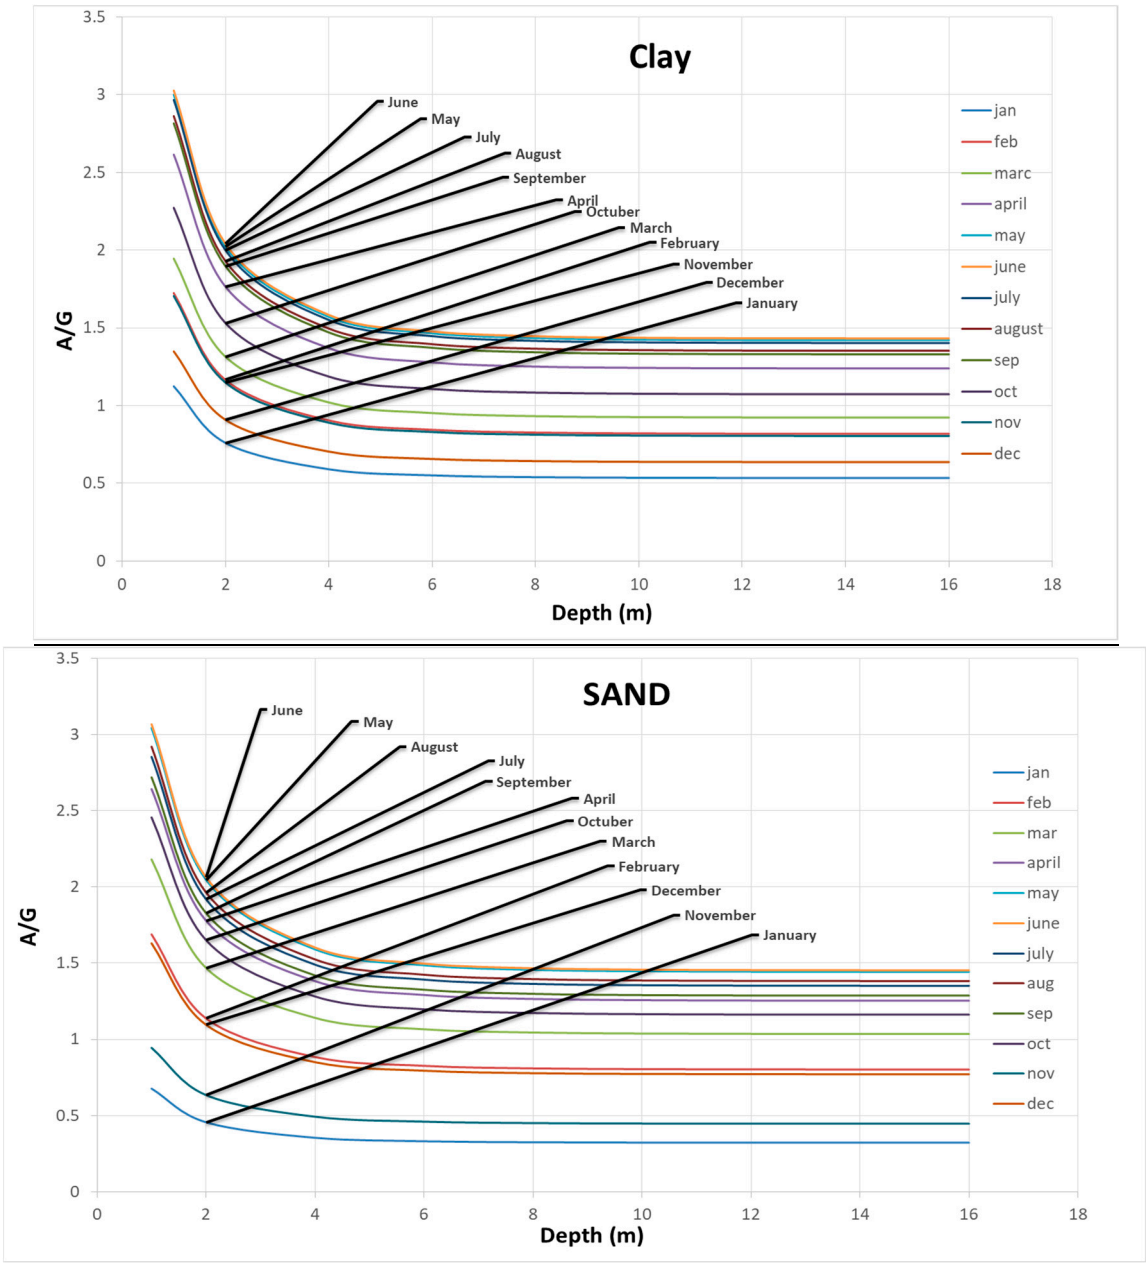 Clay
3.5
3
2.5
2
1.5
1
0.5
0
A/G
June
May
July
August
September
April
Octuber
March
February
November
December
January
jan
feb
marc
april
may
june
july
august
sep
oct
nov
dec
0 2 4 6 8 10 12 14 16 18
Depth (m)
SAND
3.5
3
2.5
2
1.5
1
0.5
0
A/G
June
May
August
July
September
April
October
March
February
December
November
January
jan
feb
mar
april
may
june
july
aug
sep
oct
nov
dec
0 2 4 6 8 10 12 14 16 18
Depth (m)